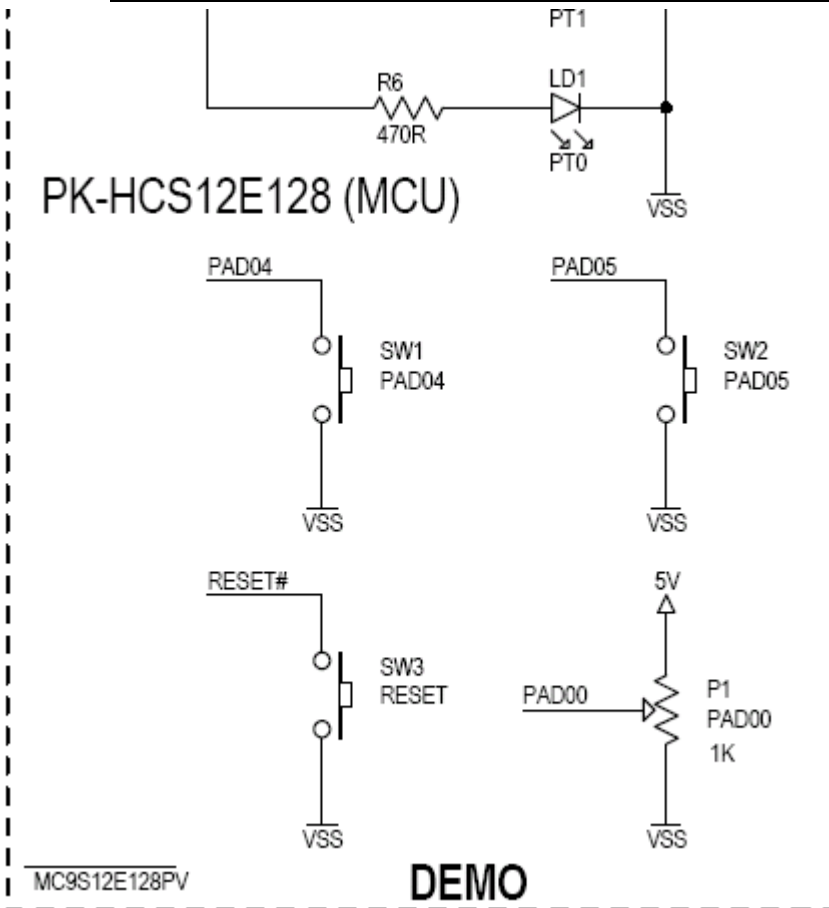 PT1
R6
470R
LD1
PT0
PK-HCS12E128 (MCU)
VSS
PAD04
PAD05
SW1
PAD04
SW2
PAD05
VSS
VSS
RESET#
5V
SW3
RESET
PAD00
P1
PAD00
1K
VSS
VSS
MC9S12E128PV
DEMO